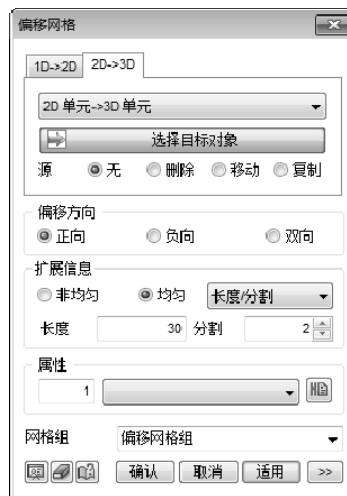 偏移网格
1D->2D 2D->3D
2D 单元->3D 单元
选择目标对象
源 无 删除 移动 复制
偏移方向
正向 负向 双向
扩展信息
非均匀 均匀 长度/分割
长度 30 分割 2
属性
1
网格组 偏移网格组
确认 取消 适用 >>